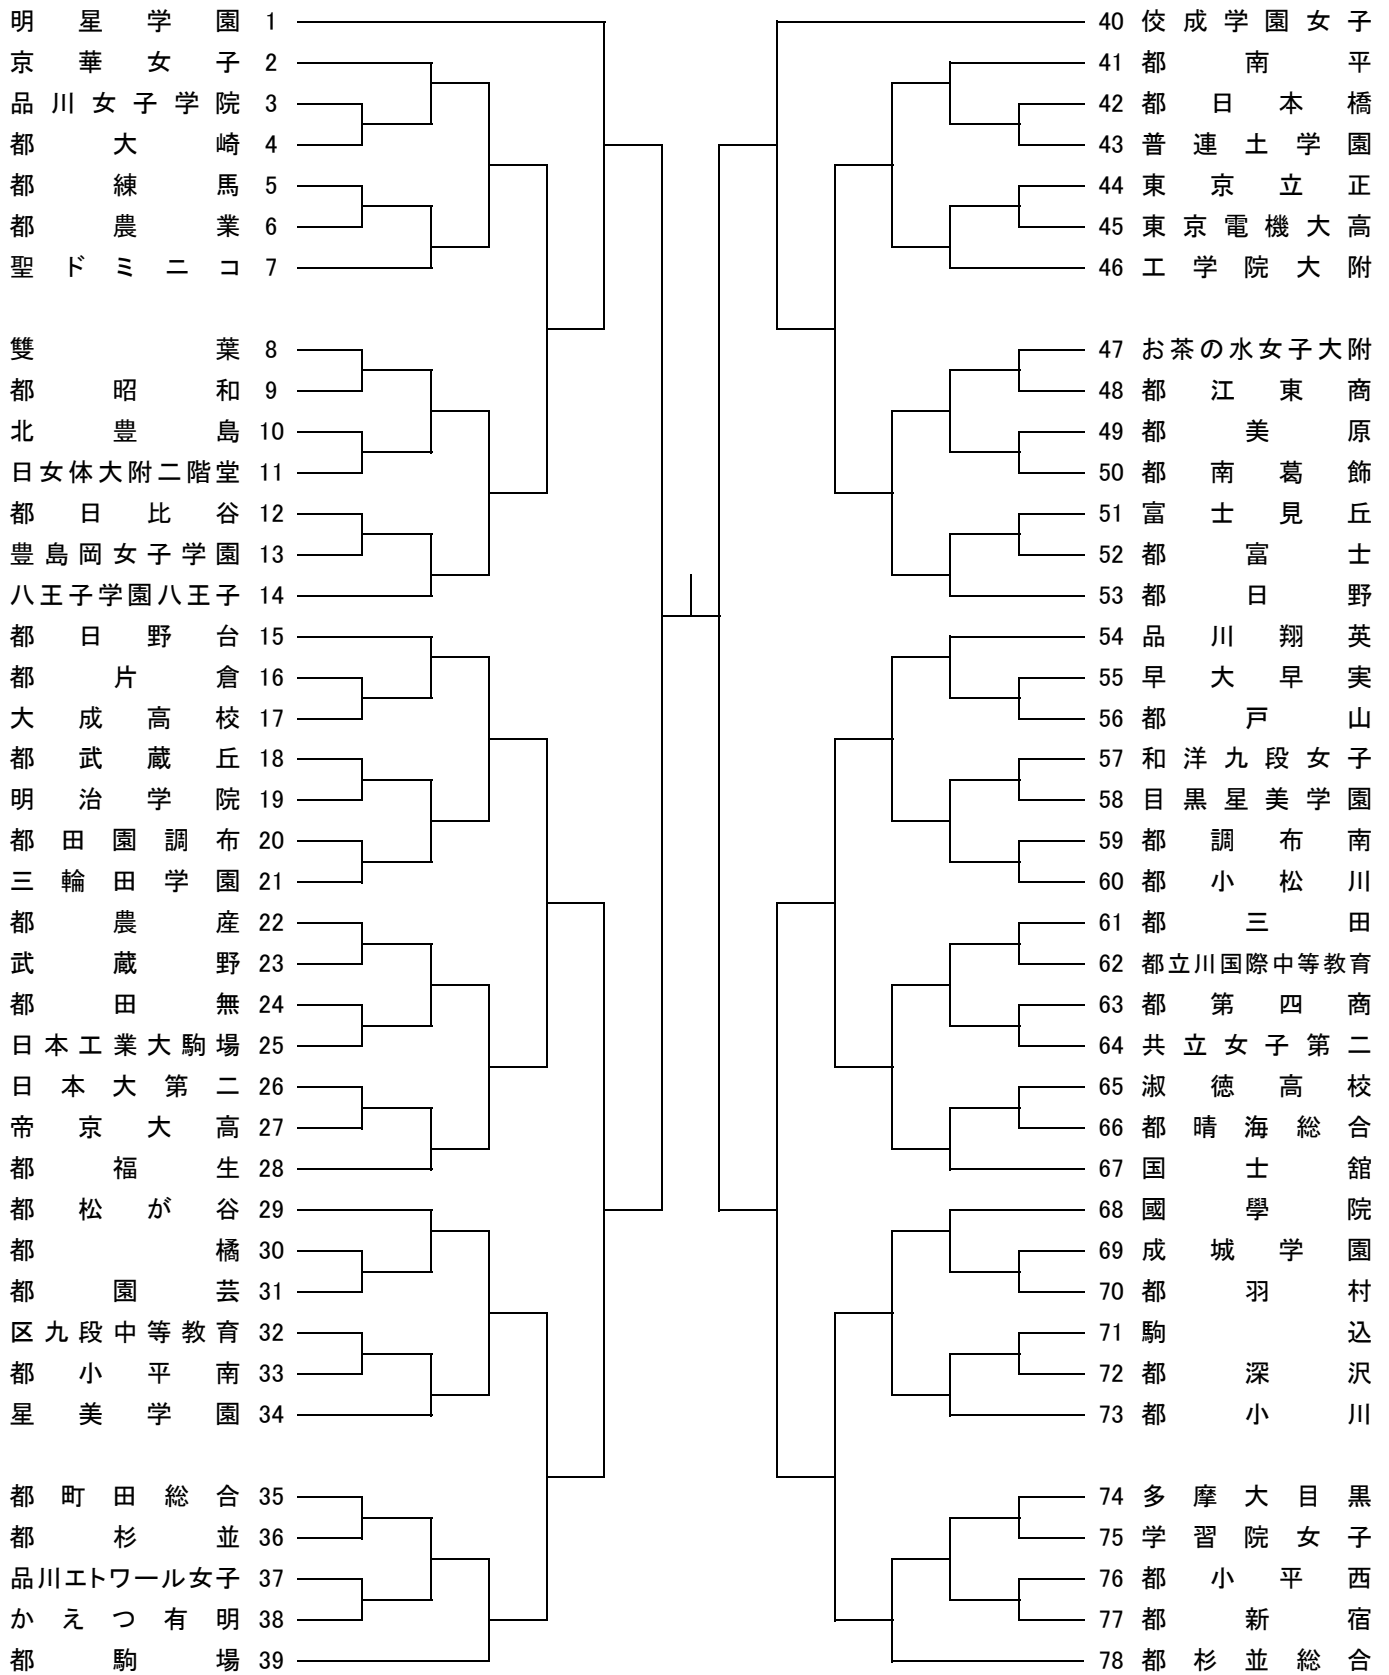 明星学園 1
京華女子 2
品川女子学院 3
都大崎 4
都練馬 5
都農業 6
聖ドミニコ 7
雙葉 8
都昭和 9
北豊島 10
日女体大附二階堂 11
都日比谷 12
豊島岡女子学園 13
八王子学園八王子 14
都日野台 15
都片倉 16
大成高校 17
都武蔵丘 18
明治学院 19
都田園調布 20
三輪田学園 21
都農産 22
武蔵野 23
都田無 24
日本工業大駒場 25
日本大第二 26
帝京大高 27
都福生 28
都松が谷 29
都橘 30
都園芸 31
区九段中等教育 32
都小平南 33
星美学園 34
都町田総合 35
都杉並 36
品川エトワール女子 37
かえつ有明 38
都駒場 39
40 佼成学園女子
41 都南平
42 都日本橋
43 普連土学園
44 東京立正
45 東京電機大高
46 工学院大附
47 お茶の水女子大附
48 都江東商
49 都美原
50 都南葛飾
51 富士見丘
52 都富士
53 都日野
54 品川翔英
55 早大早実
56 都戸山
57 和洋九段女子
58 目黒星美学園
59 都調布南
60 都小松川
61 都三田
62 都立川国際中等教育
63 都第四商
64 共立女子第二
65 淑徳高校
66 都晴海総合
67 国士舘
68 國學院
69 成城学園
70 都羽村
71 駒込
72 都深沢
73 都小川
74 多摩大目黒
75 学習院女子
76 都小平西
77 都新宿
78 都杉並総合